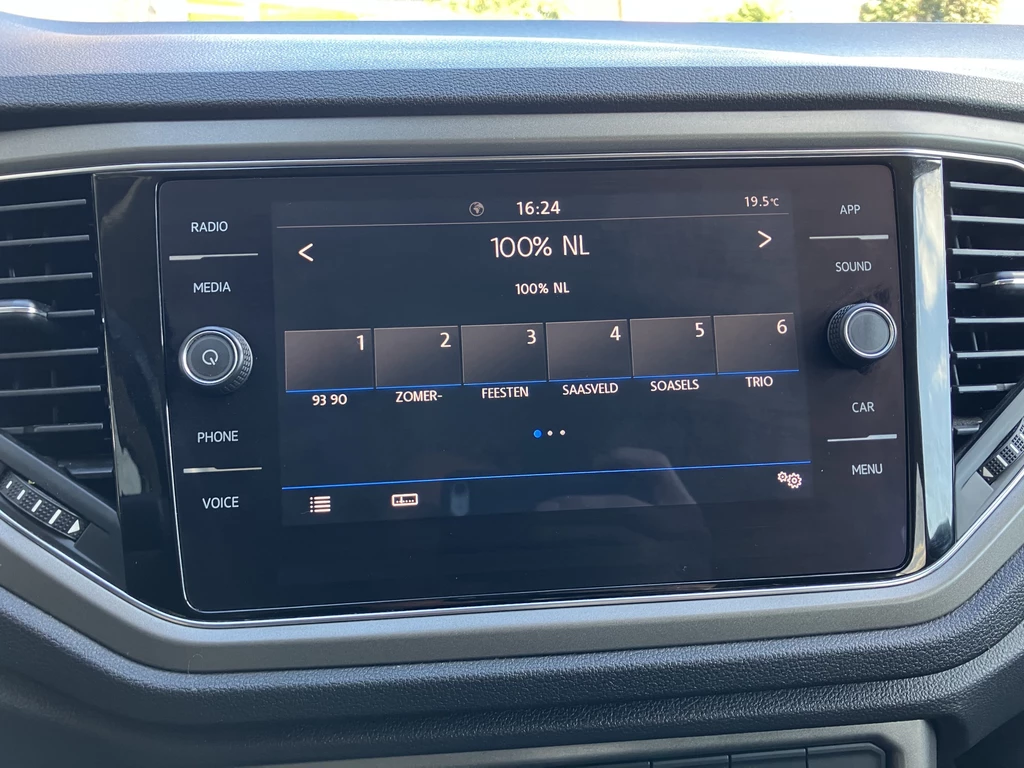 16:24
19.5°C
RADIO
APP
100% NL
MEDIA
SOUND
100% NL
1 2 3 4 5 6
93 90 ZOMER- FEESTEN SAASVELD SOASELS TRIO
PHONE
CAR
VOICE
MENU